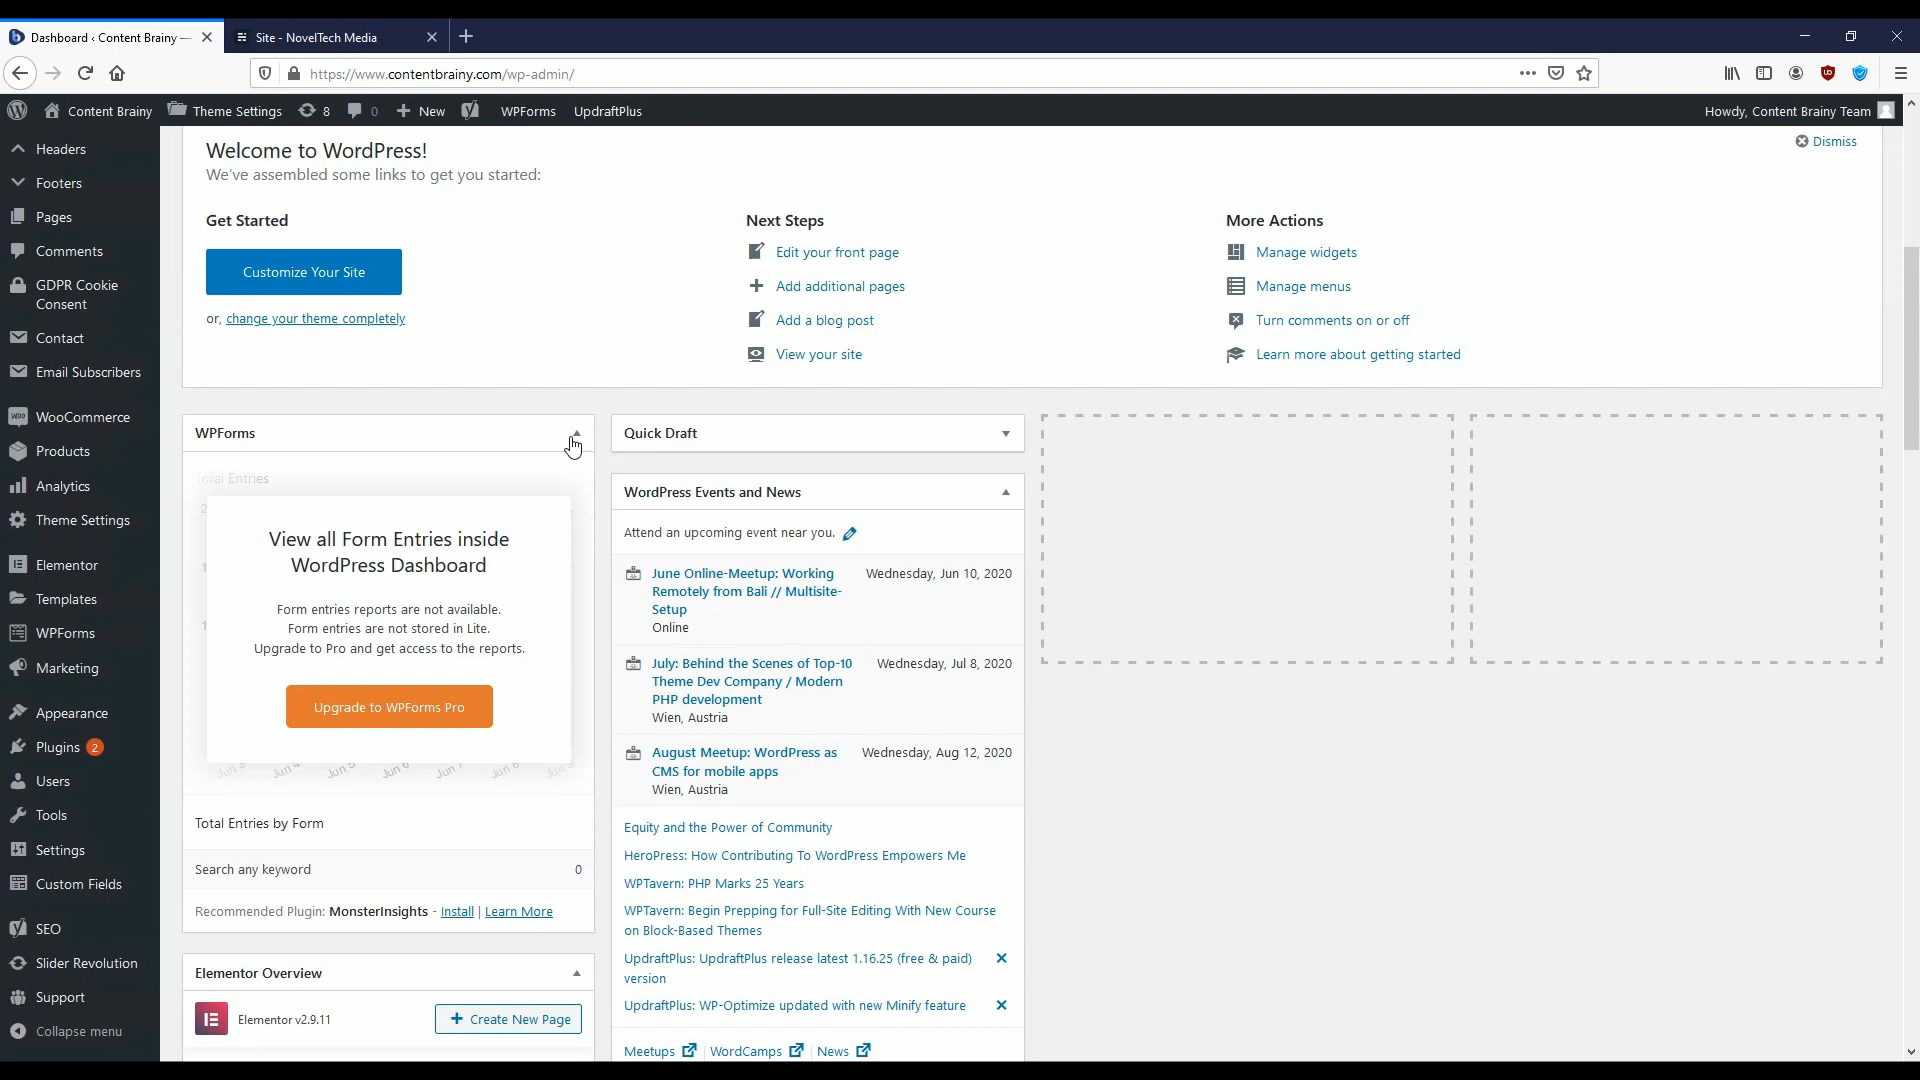 Dashboard ‹ Content Brainy —
Site - NovelTech Media
https://www.contentbrainy.com/wp-admin/
Content Brainy
Theme Settings
8
0
New
WPForms
UpdraftPlus
Howdy, Content Brainy Team
Headers
Footers
Pages
Comments
GDPR Cookie
Consent
Contact
Email Subscribers
WooCommerce
Products
Analytics
Theme Settings
Elementor
Templates
WPForms
Marketing
Appearance
Plugins 2
Users
Tools
Settings
Custom Fields
SEO
Slider Revolution
Support
Collapse menu
Welcome to WordPress!
We've assembled some links to get you started:
Dismiss
Get Started
Customize Your Site
or, change your theme completely
Next Steps
Edit your front page
Add additional pages
Add a blog post
View your site
More Actions
Manage widgets
Manage menus
Turn comments on or off
Learn more about getting started
WPForms
Total Entries
View all Form Entries inside
WordPress Dashboard
Form entries reports are not available.
Form entries are not stored in Lite.
Upgrade to Pro and get access to the reports.
Upgrade to WPForms Pro
Jun 4
Jun 5
Jun 6
Jun 7
Jun 8
Total Entries by Form
Search any keyword 0
Recommended Plugin: MonsterInsights - Install | Learn More
Elementor Overview
Elementor v2.9.11
Create New Page
Quick Draft
WordPress Events and News
Attend an upcoming event near you.
June Online-Meetup: Working Wednesday, Jun 10, 2020
Remotely from Bali // Multisite-
Setup
Online
July: Behind the Scenes of Top-10 Wednesday, Jul 8, 2020
Theme Dev Company / Modern
PHP development
Wien, Austria
August Meetup: WordPress as Wednesday, Aug 12, 2020
CMS for mobile apps
Wien, Austria
Equity and the Power of Community
HeroPress: How Contributing To WordPress Empowers Me
WPTavern: PHP Marks 25 Years
WPTavern: Begin Prepping for Full-Site Editing With New Course
on Block-Based Themes
UpdraftPlus: UpdraftPlus release latest 1.16.25 (free & paid)
version
UpdraftPlus: WP-Optimize updated with new Minify feature
Meetups | WordCamps | News